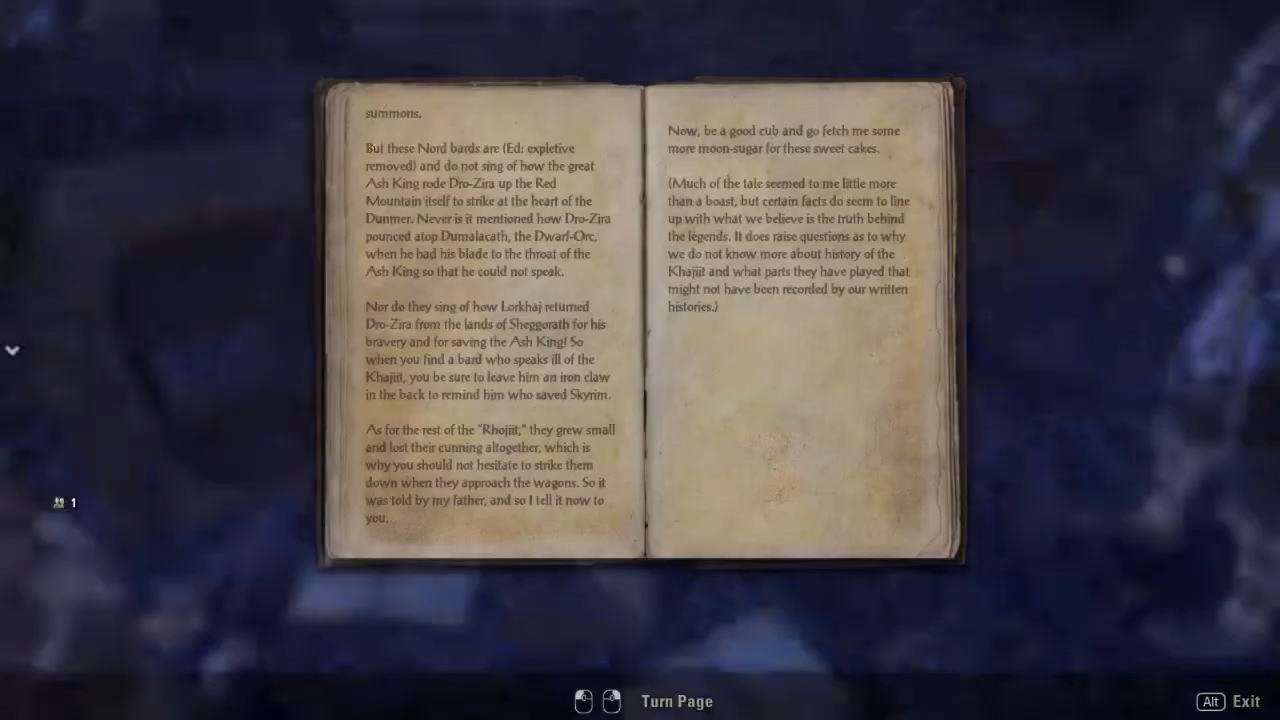 summons.
But these Nord bards are (Ed: expletive
removed) and do not sing of how the great
Ash King rode Dro-Zira up the Red
Mountain itself to strike at the heart of the
Dunmer. Never is it mentioned how Dro-Zira
pounced atop Dumalacath, the Dwarf-Orc,
when he had his blade to the throat of the
Ash King so that he could not speak.
Nor do they sing of how Lorkhaj returned
Dro-Zira from the lands of Sheggorath for his
bravery and for saving the Ash King! So
when you find a bard who speaks ill of the
Khajiit, you be sure to leave him an iron claw
in the back to remind him who saved Skyrim.
As for the rest of the "Rhojiit," they grew small
and lost their cunning altogether, which is
why you should not hesitate to strike them
down when they approach the wagons. So it
was told by my father, and so I tell it now to
you.
Now, be a good cub and go fetch me some
more moon-sugar for these sweet cakes.
(Much of the tale seemed to me little more
than a boast, but certain facts do seem to line
up with what we believe is the truth behind
the legends. It does raise questions as to why
we do not know more about history of the
Khajiit and what parts they have played that
might not have been recorded by our written
histories.)
1
Turn Page
Alt Exit